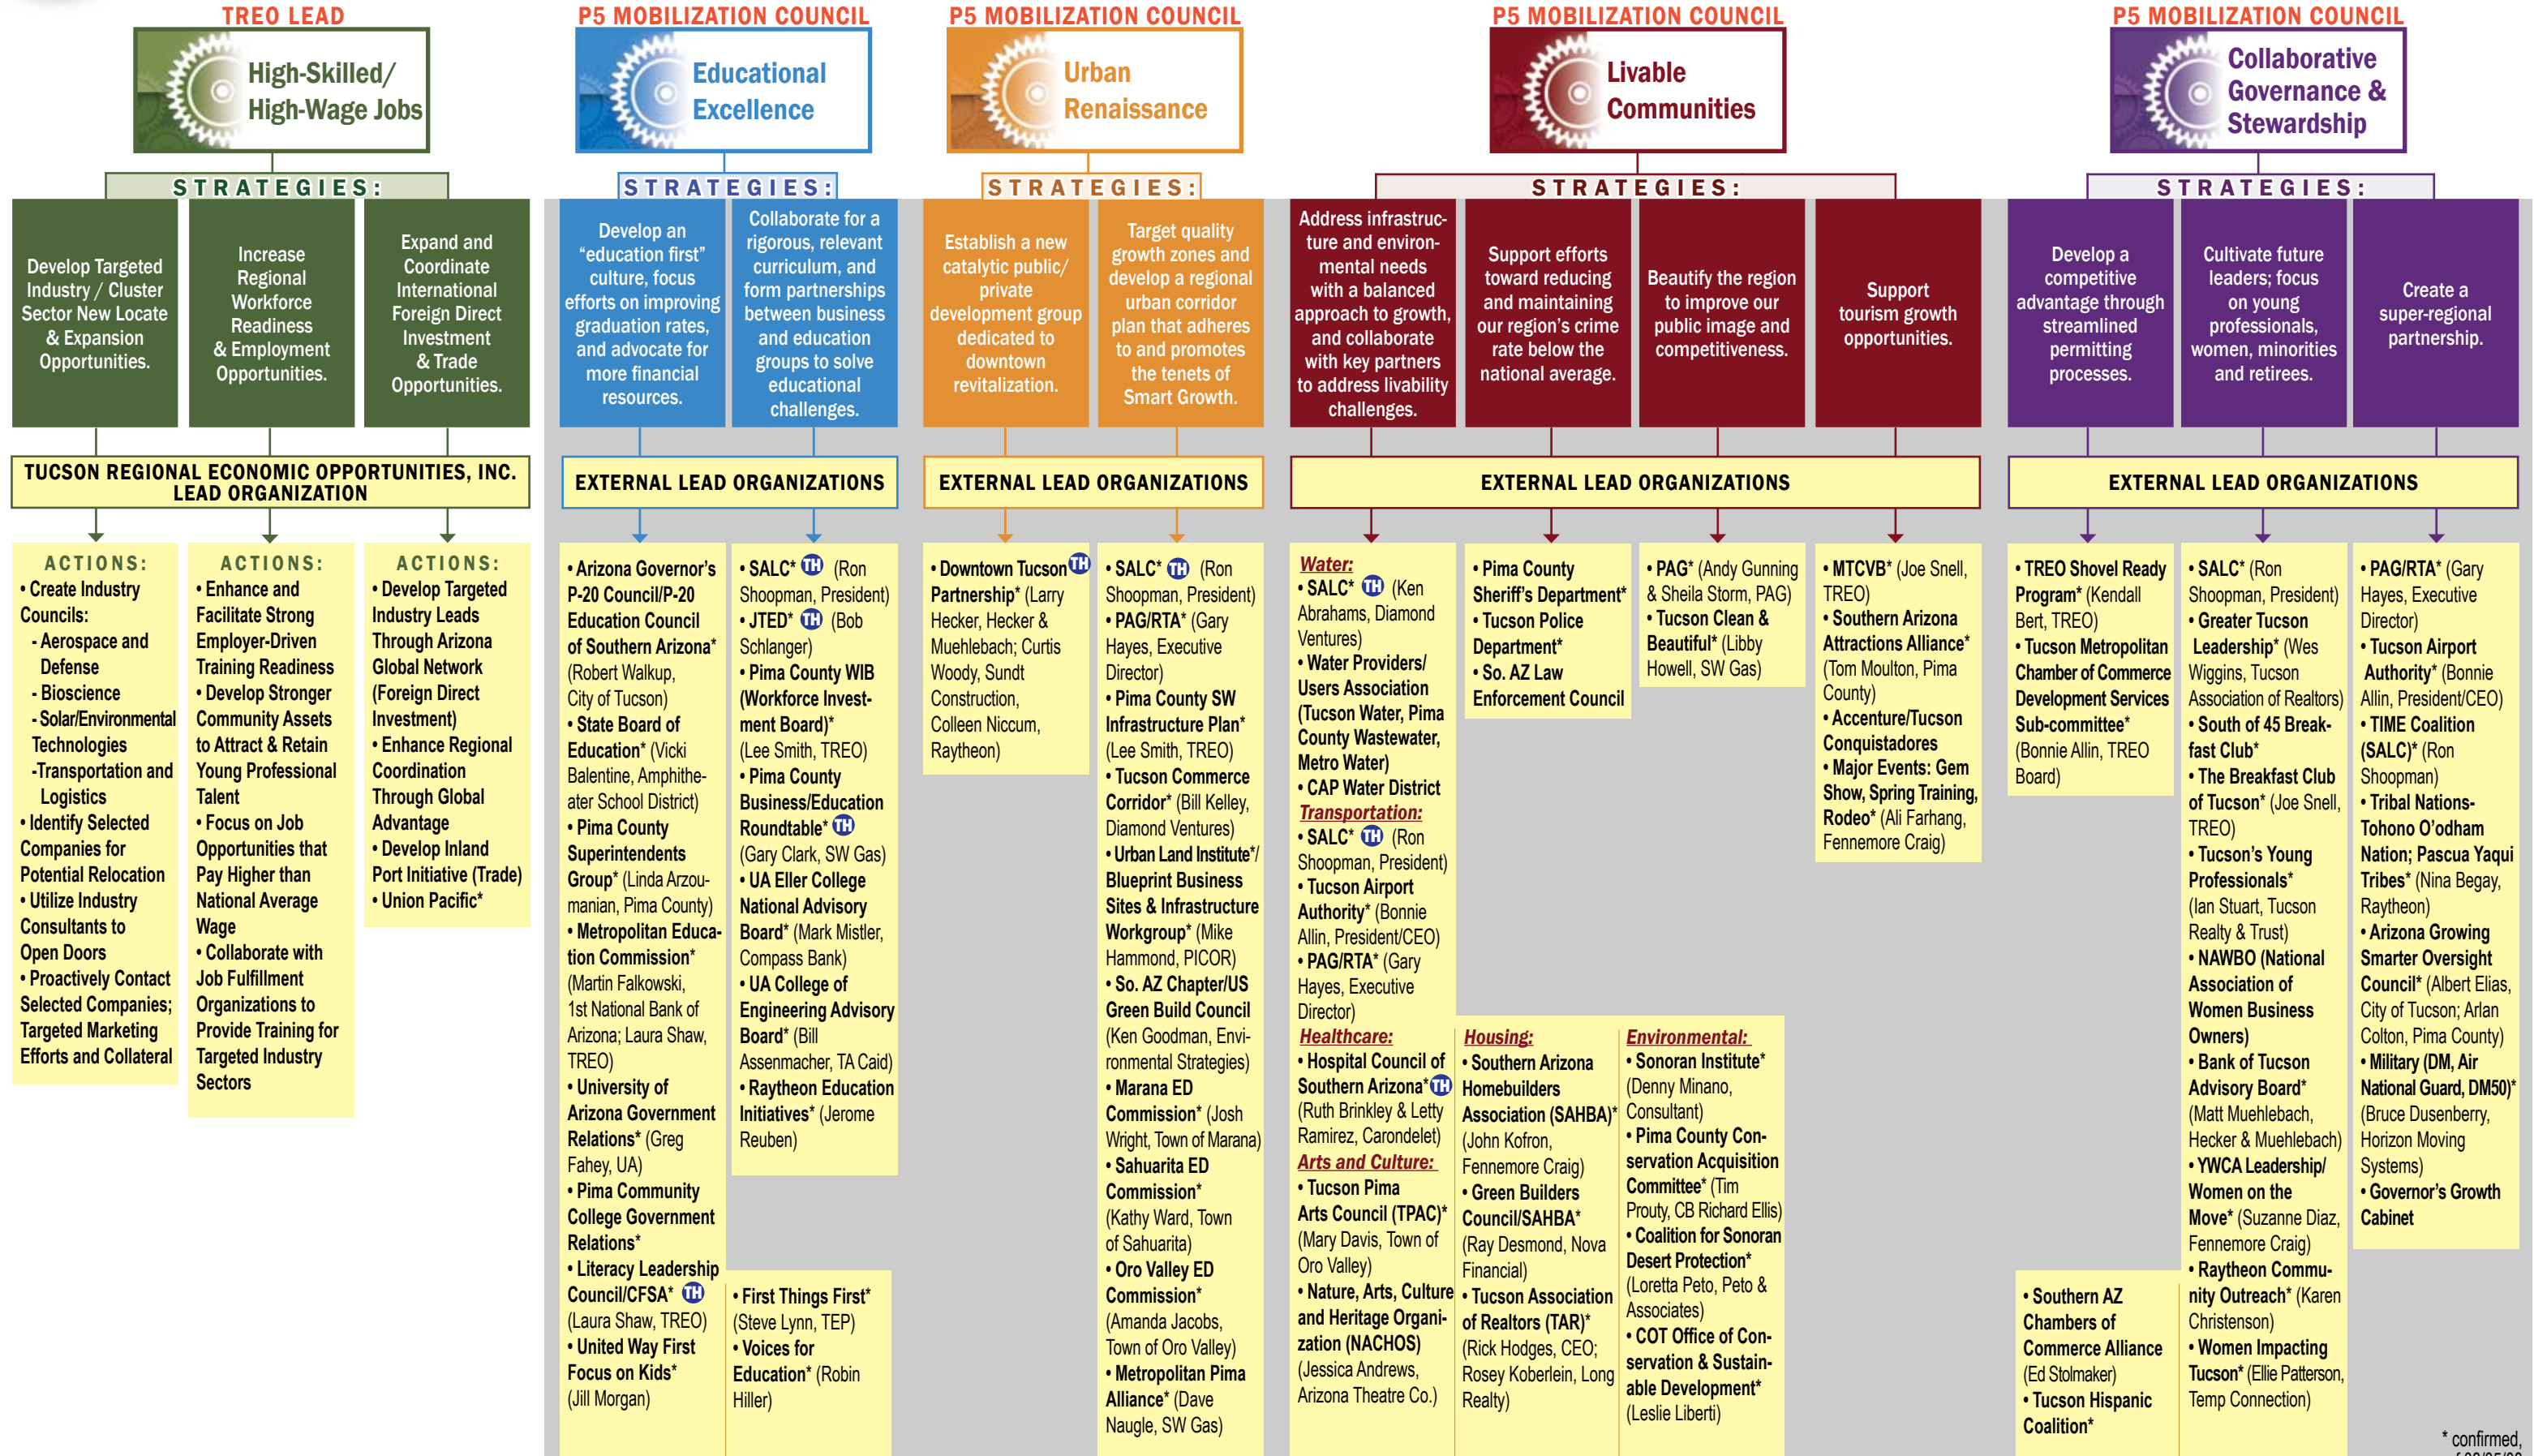 TREO LEAD
High-Skilled/
High-Wage Jobs
STRATEGIES:
Develop Targeted
Industry / Cluster
Sector New Locate
& Expansion
Opportunities.
Increase
Regional
Workforce
Readiness
& Employment
Opportunities.
Expand and
Coordinate
International
Foreign Direct
Investment
& Trade
Opportunities.
TUCSON REGIONAL ECONOMIC OPPORTUNITIES, INC.
LEAD ORGANIZATION
ACTIONS:
• Create Industry
Councils:
- Aerospace and
Defense
- Bioscience
- Solar/Environmental
Technologies
-Transportation and
Logistics
• Identify Selected
Companies for
Potential Relocation
• Utilize Industry
Consultants to
Open Doors
• Proactively Contact
Selected Companies;
Targeted Marketing
Efforts and Collateral
ACTIONS:
• Enhance and
Facilitate Strong
Employer-Driven
Training Readiness
• Develop Stronger
Community Assets
to Attract & Retain
Young Professional
Talent
• Focus on Job
Opportunities that
Pay Higher than
National Average
Wage
• Collaborate with
Job Fulfillment
Organizations to
Provide Training for
Targeted Industry
Sectors
ACTIONS:
• Develop Targeted
Industry Leads
Through Arizona
Global Network
(Foreign Direct
Investment)
• Enhance Regional
Coordination
Through Global
Advantage
• Develop Inland
Port Initiative (Trade)
• Union Pacific*
P5 MOBILIZATION COUNCIL
Educational
Excellence
STRATEGIES:
Develop an
“education first”
culture, focus
efforts on improving
graduation rates,
and advocate for
more financial
resources.
Collaborate for a
rigorous, relevant
curriculum, and
form partnerships
between business
and education
groups to solve
educational
challenges.
EXTERNAL LEAD ORGANIZATIONS
• Arizona Governor’s
P-20 Council/P-20
Education Council
of Southern Arizona*
(Robert Walkup,
City of Tucson)
• State Board of
Education* (Vicki
Balentine, Amphithe-
ater School District)
• Pima County
Superintendents
Group* (Linda Arzou-
manian, Pima County)
• Metropolitan Educa-
tion Commission*
(Martin Falkowski,
1st National Bank of
Arizona; Laura Shaw,
TREO)
• University of
Arizona Government
Relations* (Greg
Fahey, UA)
• Pima Community
College Government
Relations*
• Literacy Leadership
Council/CFSA* TH
(Laura Shaw, TREO)
• United Way First
Focus on Kids*
(Jill Morgan)
• SALC* TH (Ron
Shoopman, President)
• JTED* TH (Bob
Schlanger)
• Pima County WIB
(Workforce Invest-
ment Board)*
(Lee Smith, TREO)
• Pima County
Business/Education
Roundtable* TH
(Gary Clark, SW Gas)
• UA Eller College
National Advisory
Board* (Mark Mistler,
Compass Bank)
• UA College of
Engineering Advisory
Board* (Bill
Assenmacher, TA Caid)
• Raytheon Education
Initiatives* (Jerome
Reuben)
• First Things First*
(Steve Lynn, TEP)
• Voices for
Education* (Robin
Hiller)
P5 MOBILIZATION COUNCIL
Urban
Renaissance
STRATEGIES:
Establish a new
catalytic public/
private
development group
dedicated to
downtown
revitalization.
Target quality
growth zones and
develop a regional
urban corridor
plan that adheres
to and promotes
the tenets of
Smart Growth.
EXTERNAL LEAD ORGANIZATIONS
• Downtown Tucson TH
Partnership* (Larry
Hecker, Hecker &
Muehlebach; Curtis
Woody, Sundt
Construction,
Colleen Niccum,
Raytheon)
• SALC* TH (Ron
Shoopman, President)
• PAG/RTA* (Gary
Hayes, Executive
Director)
• Pima County SW
Infrastructure Plan*
(Lee Smith, TREO)
• Tucson Commerce
Corridor* (Bill Kelley,
Diamond Ventures)
• Urban Land Institute*/
Blueprint Business
Sites & Infrastructure
Workgroup* (Mike
Hammond, PICOR)
• So. AZ Chapter/US
Green Build Council
(Ken Goodman, Envi-
ronmental Strategies)
• Marana ED
Commission* (Josh
Wright, Town of Marana)
• Sahuarita ED
Commission*
(Kathy Ward, Town
of Sahuarita)
• Oro Valley ED
Commission*
(Amanda Jacobs,
Town of Oro Valley)
• Metropolitan Pima
Alliance* (Dave
Naugle, SW Gas)
P5 MOBILIZATION COUNCIL
Livable
Communities
STRATEGIES:
Address infrastruc-
ture and environ-
mental needs
with a balanced
approach to growth,
and collaborate
with key partners
to address livability
challenges.
Support efforts
toward reducing
and maintaining
our region’s crime
rate below the
national average.
Beautify the region
to improve our
public image and
competitiveness.
Support
tourism growth
opportunities.
EXTERNAL LEAD ORGANIZATIONS
Water:
• SALC* TH (Ken
Abrahams, Diamond
Ventures)
• Water Providers/
Users Association
(Tucson Water, Pima
County Wastewater,
Metro Water)
• CAP Water District
Transportation:
• SALC* TH (Ron
Shoopman, President)
• Tucson Airport
Authority* (Bonnie
Allin, President/CEO)
• PAG/RTA* (Gary
Hayes, Executive
Director)
Healthcare:
• Hospital Council of
Southern Arizona* TH
(Ruth Brinkley & Letty
Ramirez, Carondelet)
Arts and Culture:
• Tucson Pima
Arts Council (TPAC)*
(Mary Davis, Town of
Oro Valley)
• Nature, Arts, Culture
and Heritage Organi-
zation (NACHOS)
(Jessica Andrews,
Arizona Theatre Co.)
• Pima County
Sheriff’s Department*
• Tucson Police
Department*
• So. AZ Law
Enforcement Council
Housing:
• Southern Arizona
Homebuilders
Association (SAHBA)*
(John Kofron,
Fennemore Craig)
• Green Builders
Council/SAHBA*
(Ray Desmond, Nova
Financial)
• Tucson Association
of Realtors (TAR)*
(Rick Hodges, CEO;
Rosey Koberlein, Long
Realty)
• PAG* (Andy Gunning
& Sheila Storm, PAG)
• Tucson Clean &
Beautiful* (Libby
Howell, SW Gas)
Environmental:
• Sonoran Institute*
(Denny Minano,
Consultant)
• Pima County Con-
servation Acquisition
Committee* (Tim
Prouty, CB Richard Ellis)
• Coalition for Sonoran
Desert Protection*
(Loretta Peto, Peto &
Associates)
• COT Office of Con-
servation & Sustain-
able Development*
(Leslie Liberti)
• MTCVB* (Joe Snell,
TREO)
• Southern Arizona
Attractions Alliance*
(Tom Moulton, Pima
County)
• Accenture/Tucson
Conquistadores
• Major Events: Gem
Show, Spring Training,
Rodeo* (Ali Farhang,
Fennemore Craig)
P5 MOBILIZATION COUNCIL
Collaborative
Governance &
Stewardship
STRATEGIES:
Develop a
competitive
advantage through
streamlined
permitting
processes.
Cultivate future
leaders; focus
on young
professionals,
women, minorities
and retirees.
Create a
super-regional
partnership.
EXTERNAL LEAD ORGANIZATIONS
• TREO Shovel Ready
Program* (Kendall
Bert, TREO)
• Tucson Metropolitan
Chamber of Commerce
Development Services
Sub-committee*
(Bonnie Allin, TREO
Board)
• Southern AZ
Chambers of
Commerce Alliance
(Ed Stolmaker)
• Tucson Hispanic
Coalition*
• SALC* (Ron
Shoopman, President)
• Greater Tucson
Leadership* (Wes
Wiggins, Tucson
Association of Realtors)
• South of 45 Break-
fast Club*
• The Breakfast Club
of Tucson* (Joe Snell,
TREO)
• Tucson’s Young
Professionals*
(Ian Stuart, Tucson
Realty & Trust)
• NAWBO (National
Association of
Women Business
Owners)
• Bank of Tucson
Advisory Board*
(Matt Muehlebach,
Hecker & Muehlebach)
• YWCA Leadership/
Women on the
Move* (Suzanne Diaz,
Fennemore Craig)
• Raytheon Commu-
nity Outreach* (Karen
Christenson)
• Women Impacting
Tucson* (Ellie Patterson,
Temp Connection)
• PAG/RTA* (Gary
Hayes, Executive
Director)
• Tucson Airport
Authority* (Bonnie
Allin, President/CEO)
• TIME Coalition
(SALC)* (Ron
Shoopman)
• Tribal Nations-
Tohono O’odham
Nation; Pascua Yaqui
Tribes* (Nina Begay,
Raytheon)
• Arizona Growing
Smarter Oversight
Council* (Albert Elias,
City of Tucson; Arlan
Colton, Pima County)
• Military (DM, Air
National Guard, DM50)*
(Bruce Dusenberry,
Horizon Moving
Systems)
• Governor’s Growth
Cabinet
* confirmed,